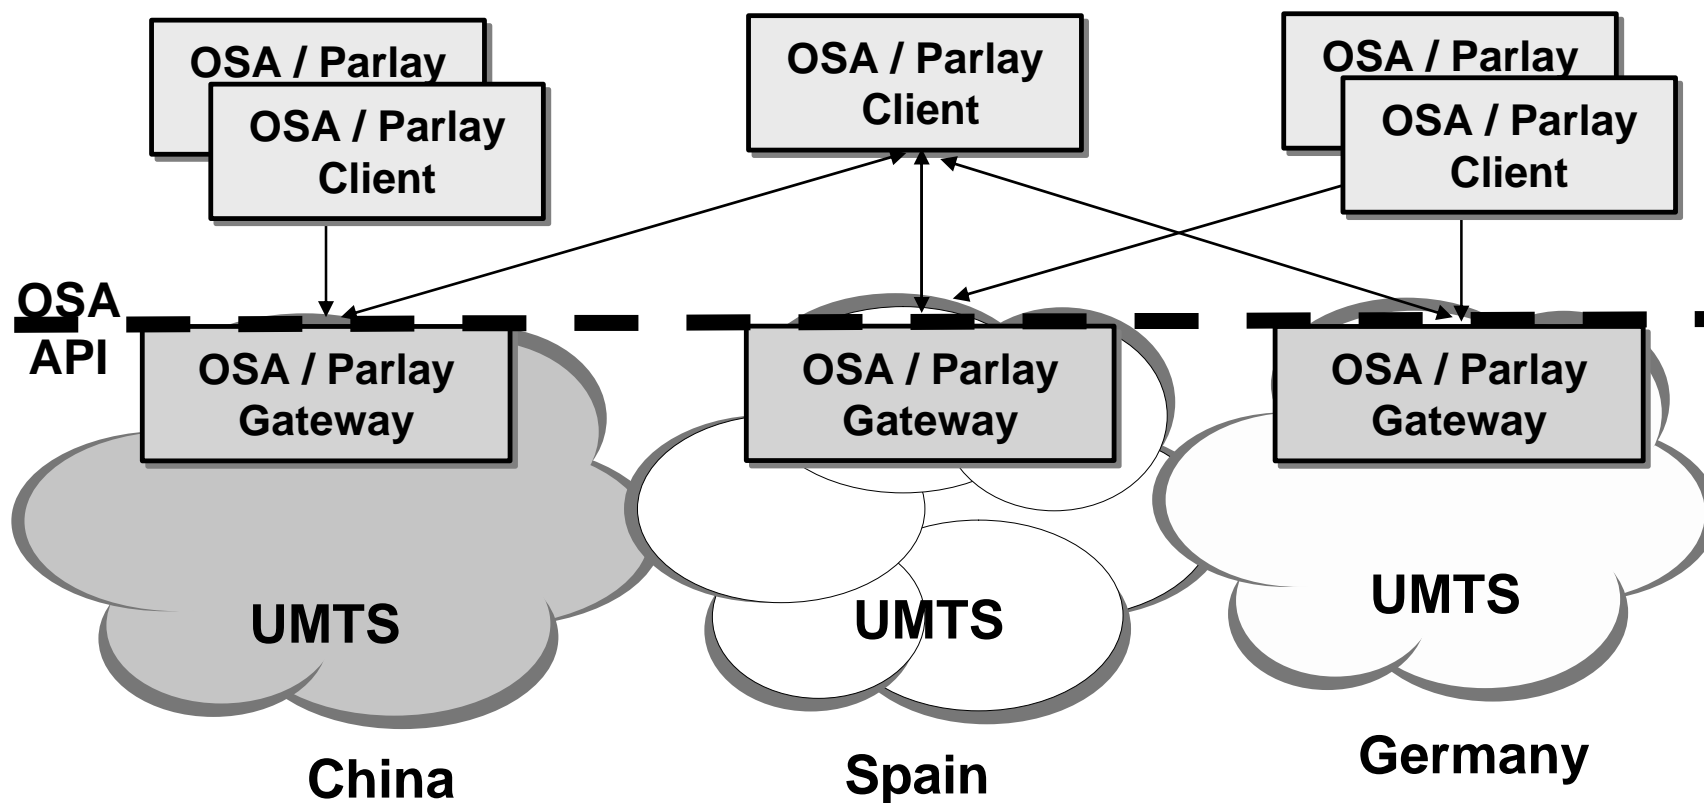 OSA / Parlay
OSA / Parlay
Client
OSA / Parlay
Client
OSA / Parlay
OSA / Parlay
Client
OSA
API
OSA / Parlay
Gateway
OSA / Parlay
Gateway
OSA / Parlay
Gateway
UMTS
UMTS
UMTS
China
Spain
Germany